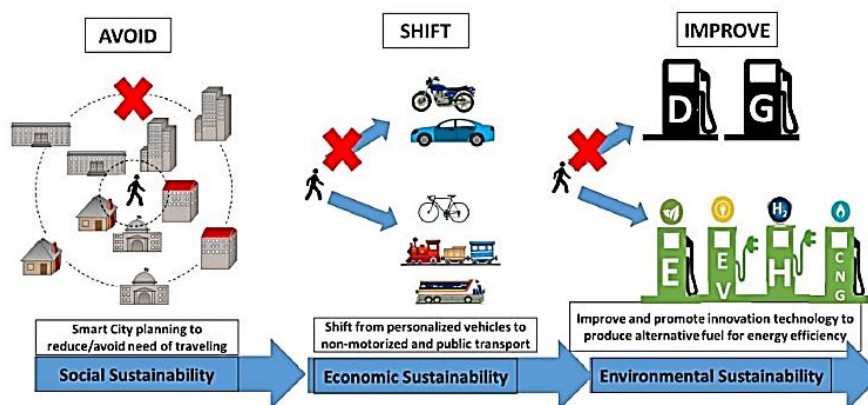 AVOID
SHIFT
IMPROVE
D
G
H₂
E
EV
H
CNG
Smart City planning to
reduce/avoid need of traveling
Shift from personalized vehicles to
non-motorized and public transport
Improve and promote innovation technology to
produce alternative fuel for energy efficiency
Social Sustainability
Economic Sustainability
Environmental Sustainability